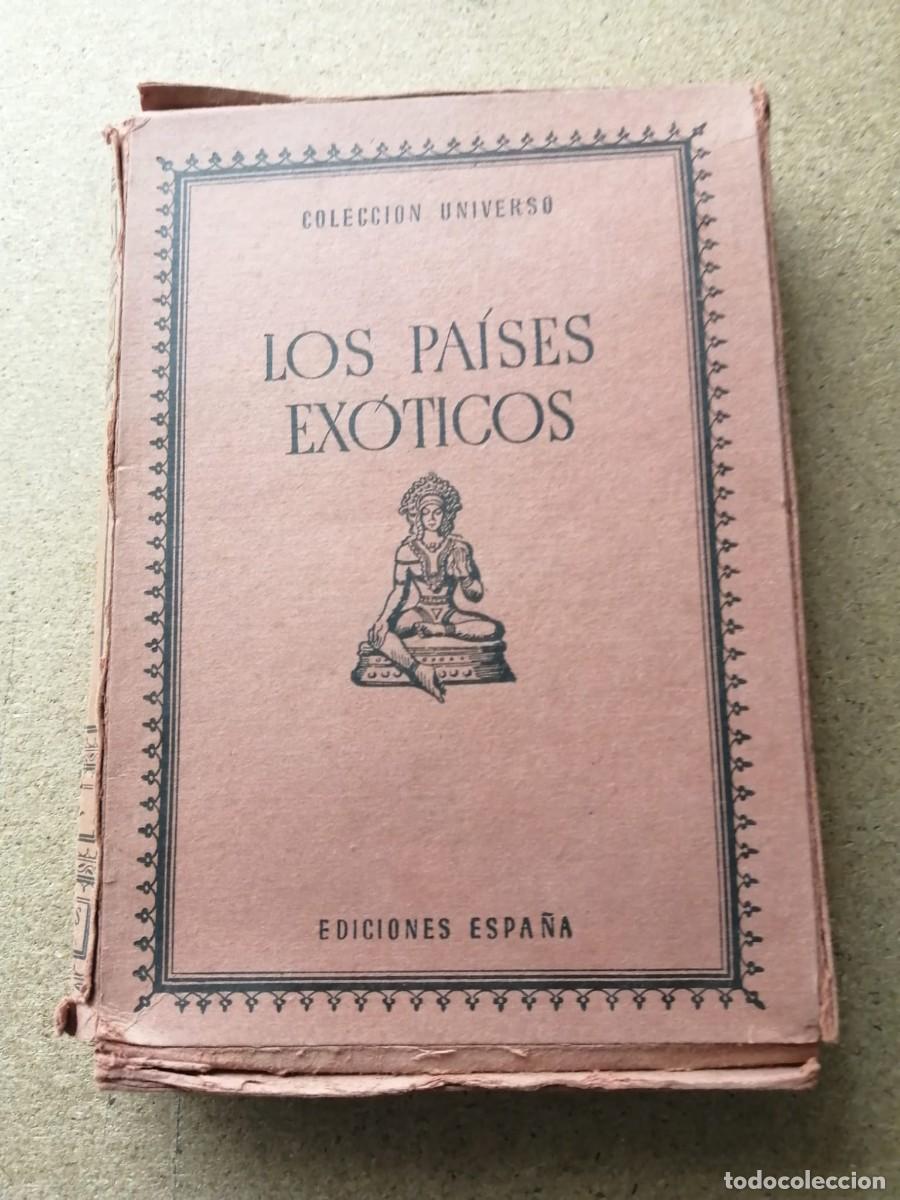 COLECCION UNIVERSO
LOS PAÍSES
EXÓTICOS
EDICIONES ESPAÑA
todocoleccion